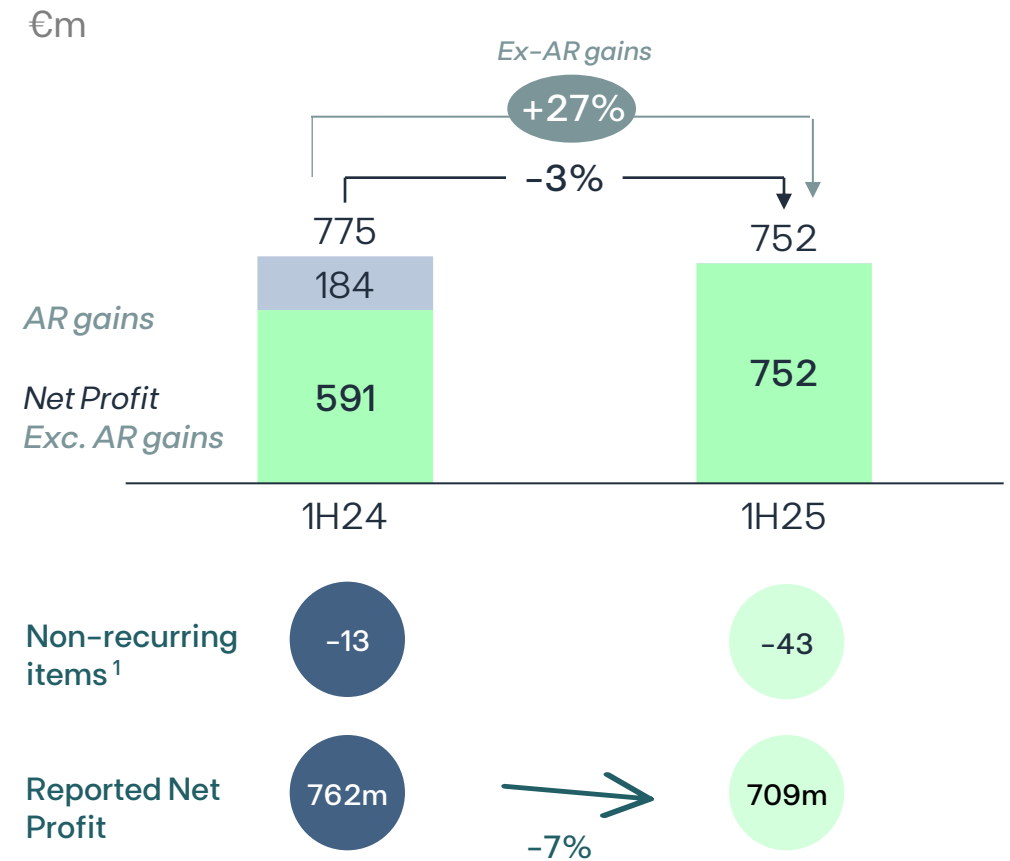 €m
Ex-AR gains
+27%
-3%
775
752
184
AR gains
752
Net Profit
591
Exc. AR gains
1H24
1H25
Non-recurring
items ¹
-13
-43
Reported Net
Profit
762m
709m
-7%